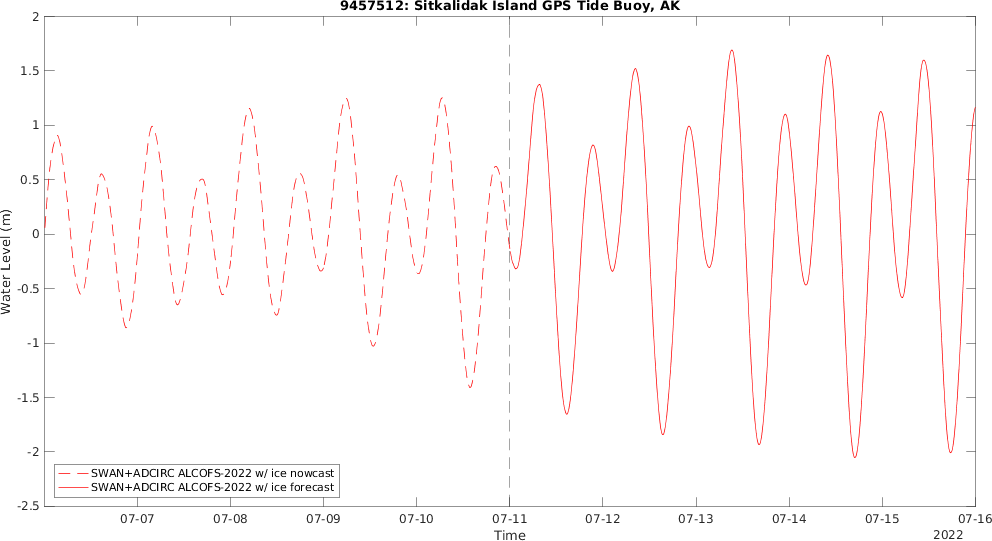 9457512: Sitkalidak Island GPS Tide Buoy, AK
2
1.5
1
0.5
0
-0.5
-1
-1.5
-2
-2.5
Water Level (m)
SWAN+ADCIRC ALCOFS-2022 w/ ice nowcast
SWAN+ADCIRC ALCOFS-2022 w/ ice forecast
07-07 07-08 07-09 07-10 07-11 07-12 07-13 07-14 07-15 07-16
Time
2022